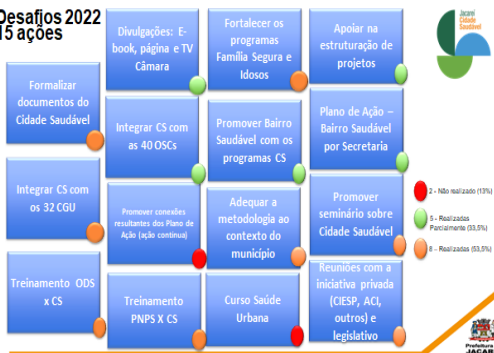 Desafios 2022
15 ações
Jacareí
Cidade
Saudável
Formalizar
documentos do
Cidade Saudável
Integrar CS com
os 32 CGU
Treinamento ODS
x CS
Divulgações: E-
book, página e TV
Câmara
Integrar CS com
as 40 OSCs
Promover conexões
resultantes dos Plano de
Ação (ação contínua)
Treinamento
PNPS X CS
Fortalecer os
programas
Família Segura e
Idosos
Promover Bairro
Saudável com os
programas CS
Adequar a
metodologia ao
contexto do
município
Curso Saúde
Urbana
Apoiar na
estruturação de
projetos
Plano de Ação –
Bairro Saudável
por Secretaria
Promover
seminário sobre
Cidade Saudável
Reuniões com a
iniciativa privada
(CIESP, ACI,
outros) e
legislativo
2 - Não realizado (13%)
5 - Realizadas
Parcialmente (33,5%)
8 – Realizadas (53,5%)
Prefeitura
JACAR